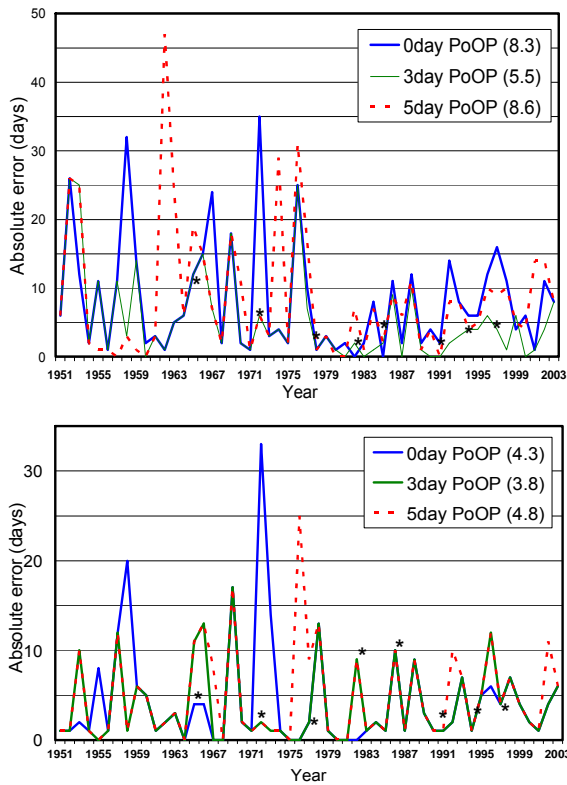 50
0day PoOP (8.3)
3day PoOP (5.5)
5day PoOP (8.6)
40
30
20
10
0
Absolute error (days)
1951 1955 1959 1963 1967 1971 1975 1979 1983 1987 1991 1995 1999 2003
* * * * * * * *
Year
0day PoOP (4.3)
3day PoOP (3.8)
5day PoOP (4.8)
30
20
10
0
Absolute error (days)
1951 1955 1959 1963 1967 1971 1975 1979 1983 1987 1991 1995 1999 2003
* * * * * * * *
Year